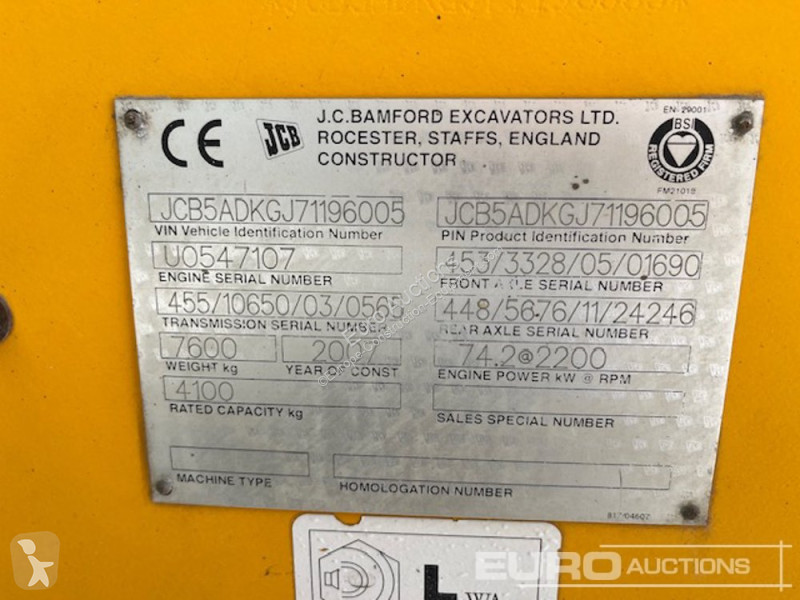 CE
JCB
J.C.BAMFORD EXCAVATORS LTD.
ROCESTER, STAFFS, ENGLAND
CONSTRUCTOR
EN-29001
BSI
REGISTERED FIRM
JCB5ADKGJ71196005
VIN Vehicle Identification Number
JCB5ADKGJ71196005
PIN Product Identification Number
U0547107
ENGINE SERIAL NUMBER
453/3328/05/01690
FRONT AXLE SERIAL NUMBER
455/10650/03/0565
TRANSMISSION SERIAL NUMBER
448/5676/11/24246
REAR AXLE SERIAL NUMBER
7600
WEIGHT kg
YEAR OF CONST
74.2@2200
ENGINE POWER kW @ RPM
4100
RATED CAPACITY kg
SALES SPECIAL NUMBER
MACHINE TYPE
HOMOLOGATION NUMBER
L WA
EURO AUCTIONS